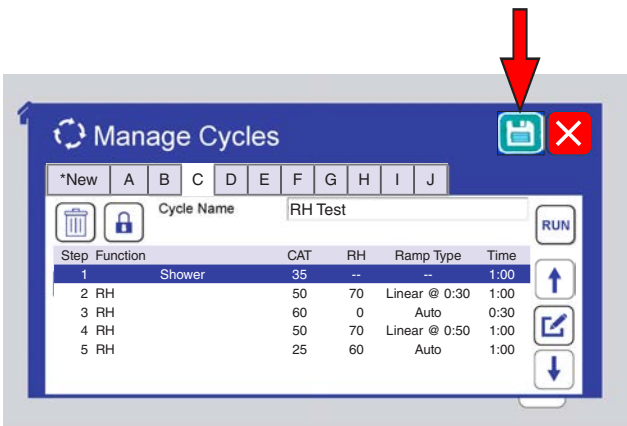 Manage Cycles
*New A B C D E F G H I J
Cycle Name RH Test
RUN
Step Function CAT RH Ramp Type Time
1 Shower 35 -- -- 1:00
2 RH 50 70 Linear @ 0:30 1:00
3 RH 60 0 Auto 0:30
4 RH 50 70 Linear @ 0:50 1:00
5 RH 25 60 Auto 1:00